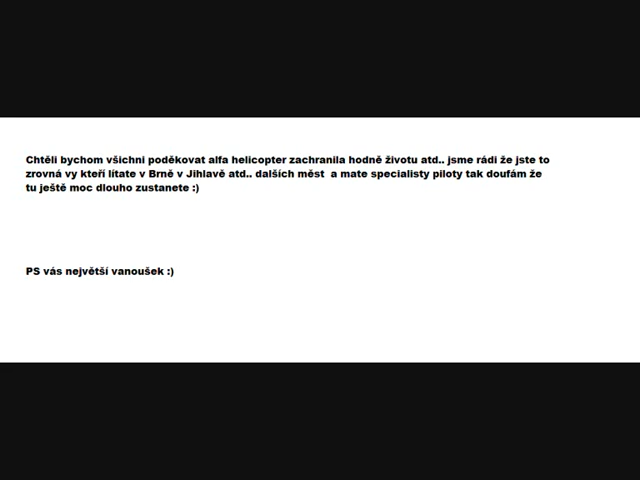 Chtěli bychom všichni poděkovat alfa helicopter zachranila hodně životu atd.. jsme rádi že jste to
zrovná vy kteří lítate v Brně v Jihlavě atd.. dalších měst  a mate specialisty piloty tak doufám že
tu ještě moc dlouho zustanete :)
PS vás největší vanoušek :)